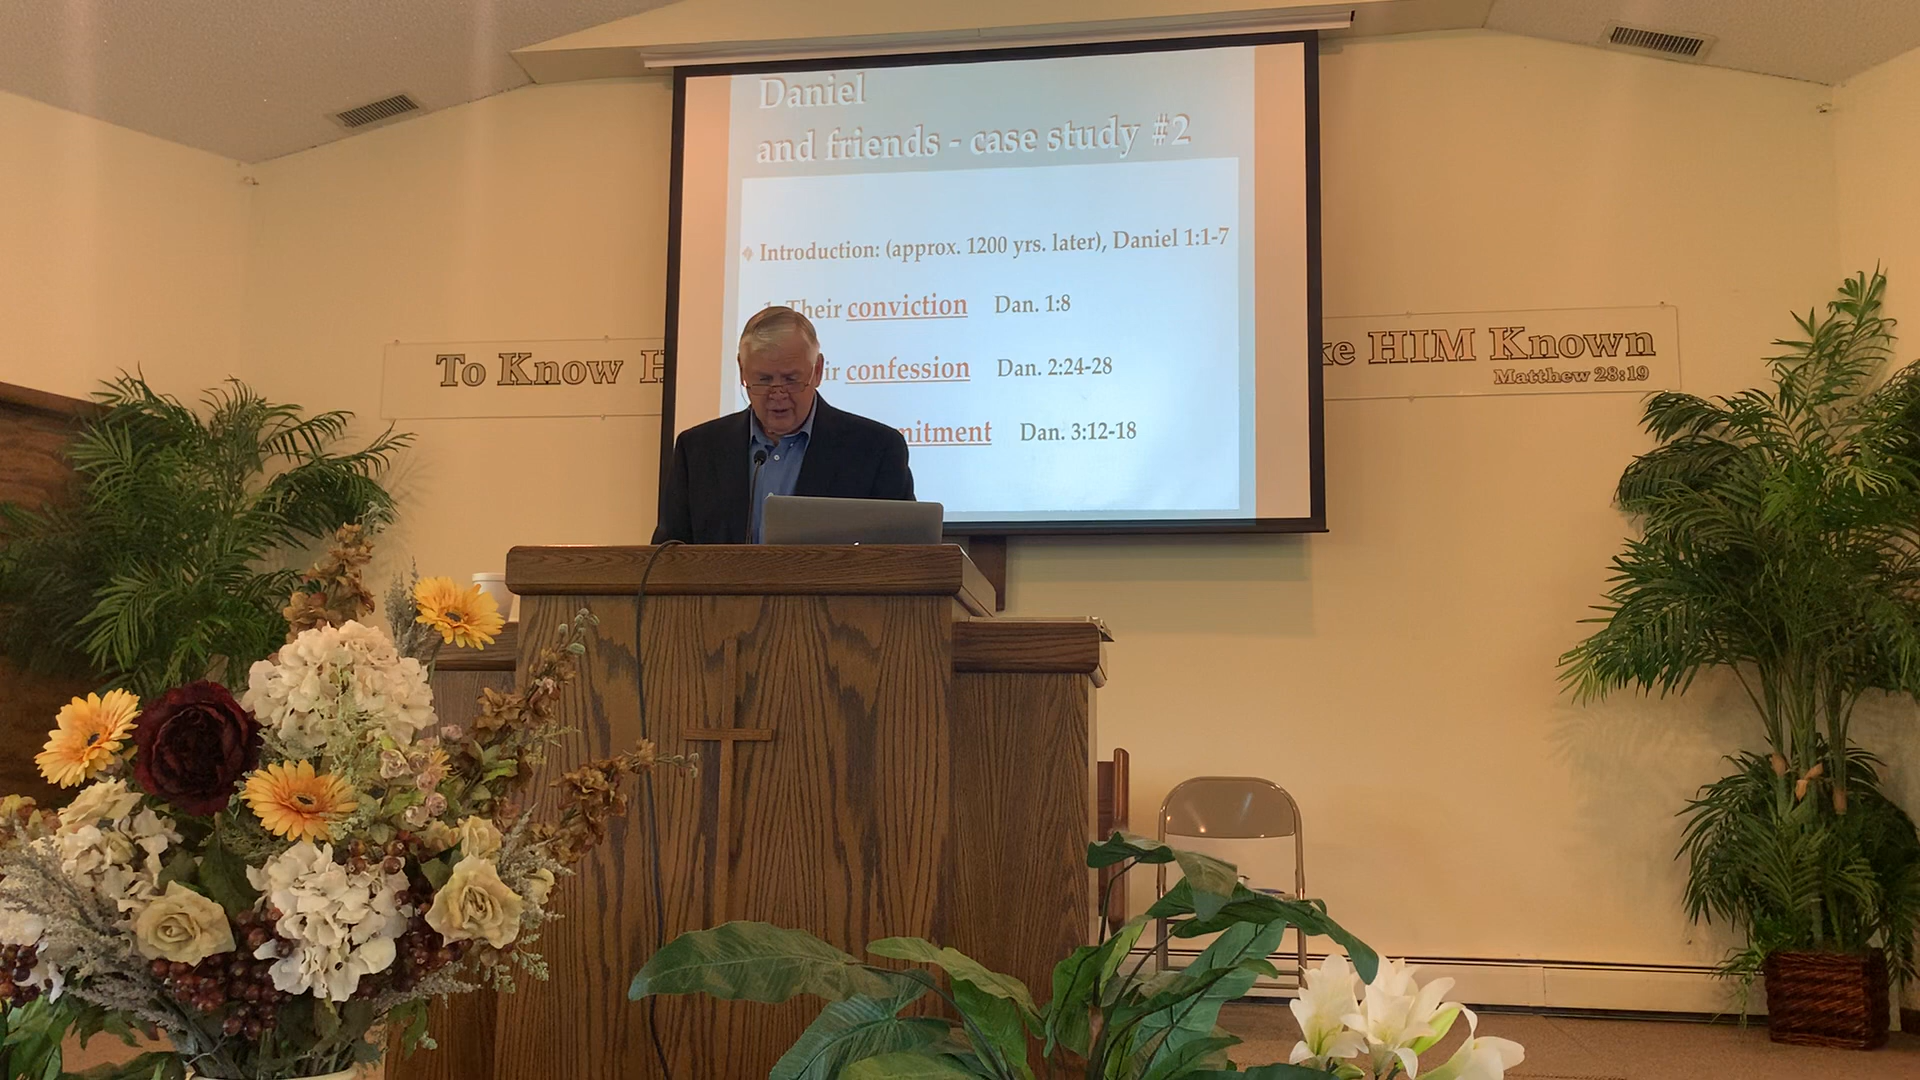 Daniel
and friends - case study #2
Introduction: (approx. 1200 yrs. later), Daniel 1:1-7
Their conviction Dan. 1:8
confession Dan. 2:24-28
Dan. 3:12-18
To Know
HIM Known
Matthew 28:19